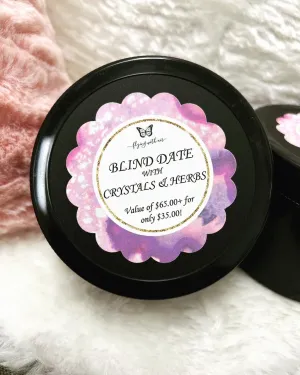 BLIND DATE
WITH
CRYSTALS & HERBS
Value of $65.00+ for
only $35.00!